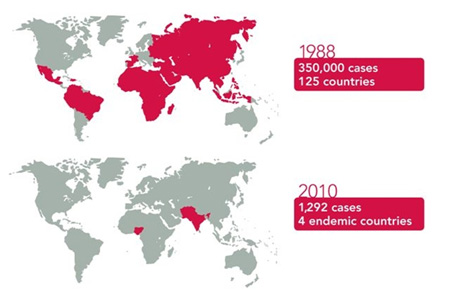 1988
350,000 cases
125 countries
2010
1,292 cases
4 endemic countries